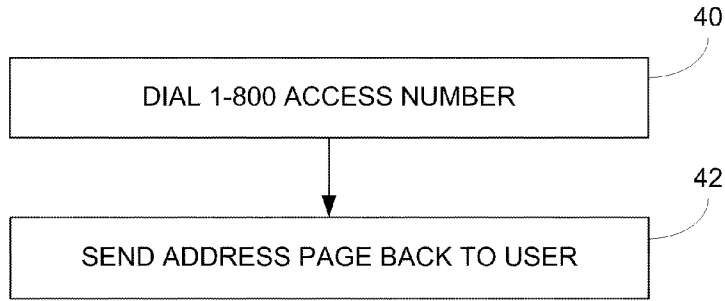 40
DIAL 1-800 ACCESS NUMBER
42
SEND ADDRESS PAGE BACK TO USER